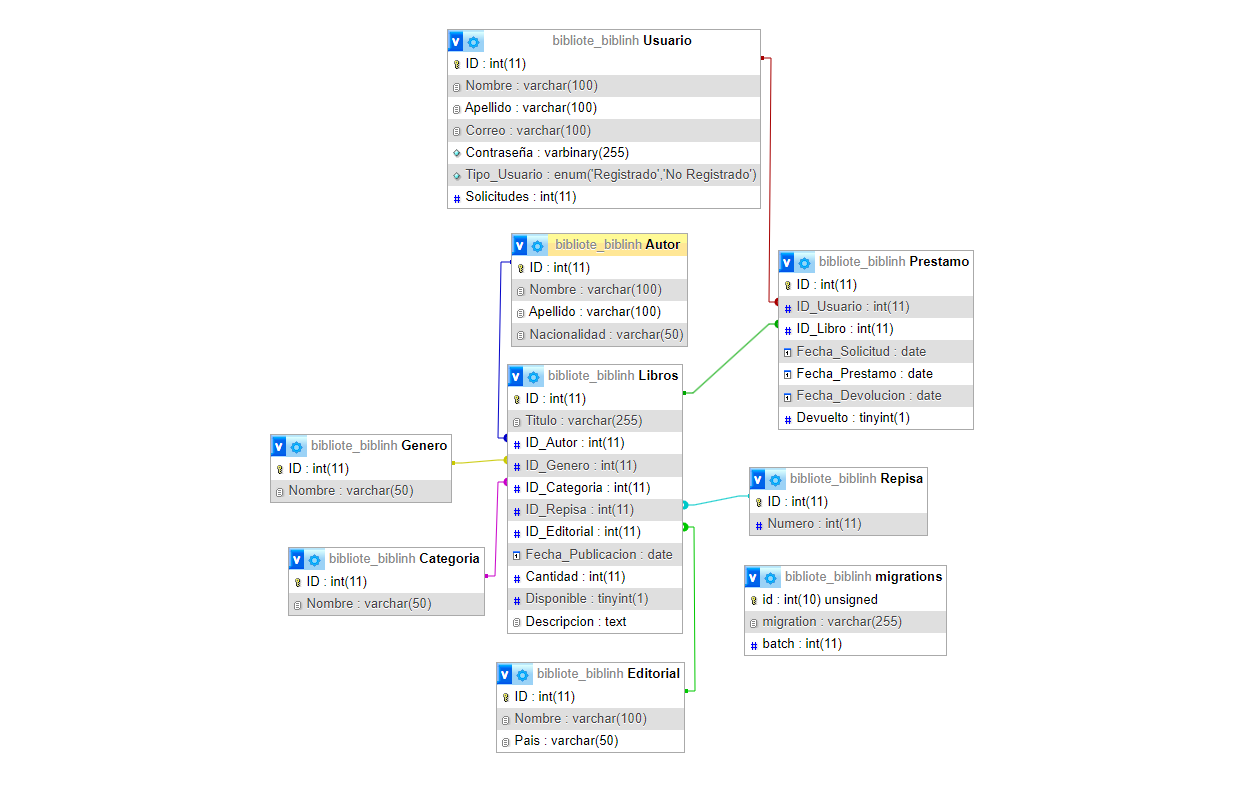 bibliote_biblinh Usuario
ID : int(11)
Nombre : varchar(100)
Apellido : varchar(100)
Correo : varchar(100)
Contraseña : varbinary(255)
Tipo_Usuario : enum('Registrado','No Registrado')
# Solicitudes : int(11)
bibliote_biblinh Autor
ID : int(11)
Nombre : varchar(100)
Apellido : varchar(100)
Nacionalidad : varchar(50)
bibliote_biblinh Prestamo
ID : int(11)
# ID_Usuario : int(11)
# ID_Libro : int(11)
Fecha_Solicitud : date
Fecha_Prestamo : date
Fecha_Devolucion : date
# Devuelto : tinyint(1)
bibliote_biblinh Libros
ID : int(11)
Titulo : varchar(255)
# ID_Autor : int(11)
# ID_Genero : int(11)
# ID_Categoria : int(11)
# ID_Repisa : int(11)
# ID_Editorial : int(11)
Fecha_Publicacion : date
# Cantidad : int(11)
# Disponible : tinyint(1)
Descripcion : text
bibliote_biblinh Genero
ID : int(11)
Nombre : varchar(50)
bibliote_biblinh Repisa
ID : int(11)
# Numero : int(11)
bibliote_biblinh Categoria
ID : int(11)
Nombre : varchar(50)
bibliote_biblinh migrations
id : int(10) unsigned
migration : varchar(255)
# batch : int(11)
bibliote_biblinh Editorial
ID : int(11)
Nombre : varchar(100)
Pais : varchar(50)